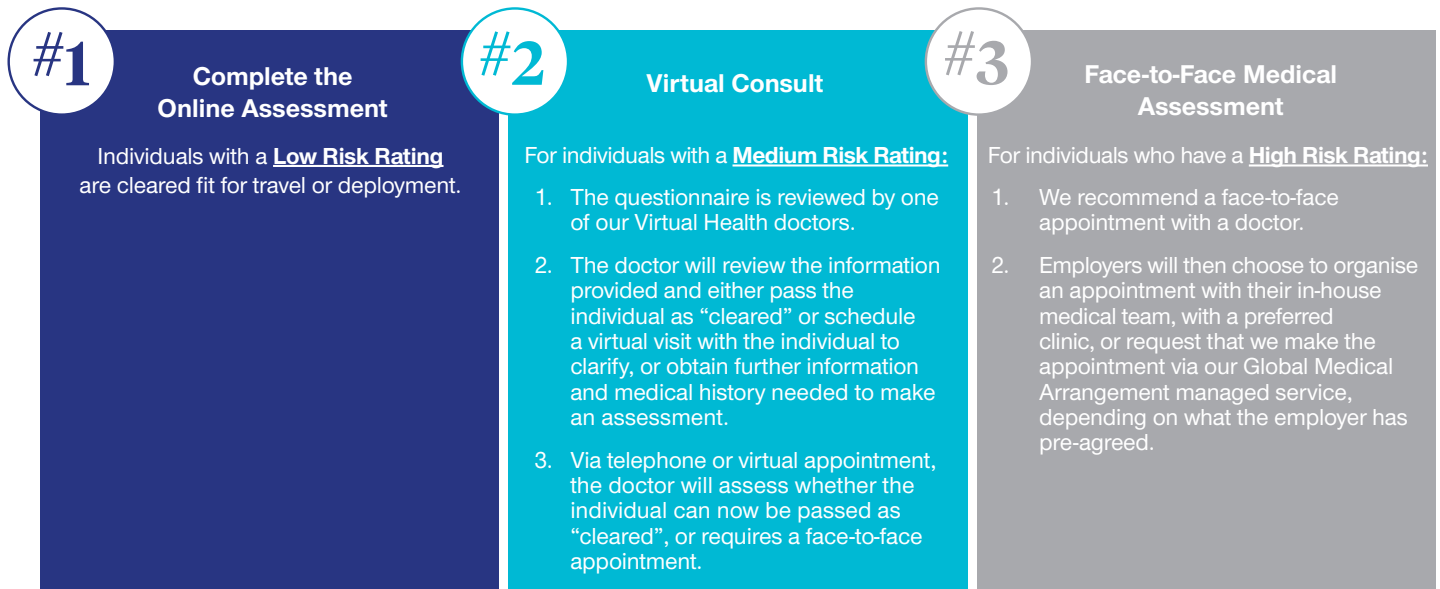 #1
Complete the
Online Assessment
Individuals with a Low Risk Rating
are cleared fit for travel or deployment.
#2
Virtual Consult
For individuals with a Medium Risk Rating:
1. The questionnaire is reviewed by one
of our Virtual Health doctors.
2. The doctor will review the information
provided and either pass the
individual as “cleared” or schedule
a virtual visit with the individual to
clarify, or obtain further information
and medical history needed to make
an assessment.
3. Via telephone or virtual appointment,
the doctor will assess whether the
individual can now be passed as
“cleared”, or requires a face-to-face
appointment.
#3
Face-to-Face Medical
Assessment
For individuals who have a High Risk Rating:
1. We recommend a face-to-face
appointment with a doctor.
2. Employers will then choose to organise
an appointment with their in-house
medical team, with a preferred
clinic, or request that we make the
appointment via our Global Medical
Arrangement managed service,
depending on what the employer has
pre-agreed.